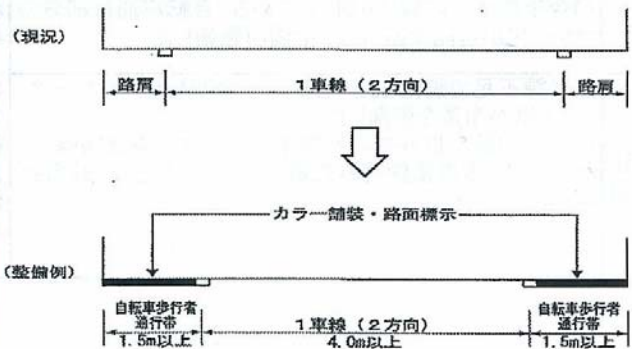 (現況)
路肩
1車線(2方向)
路肩
カラー舗装・路面標示
(整備例)
自転車歩行者
通行帯
1.5m以上
1車線(2方向)
4.0m以上
自転車歩行者
通行帯
1.5m以上